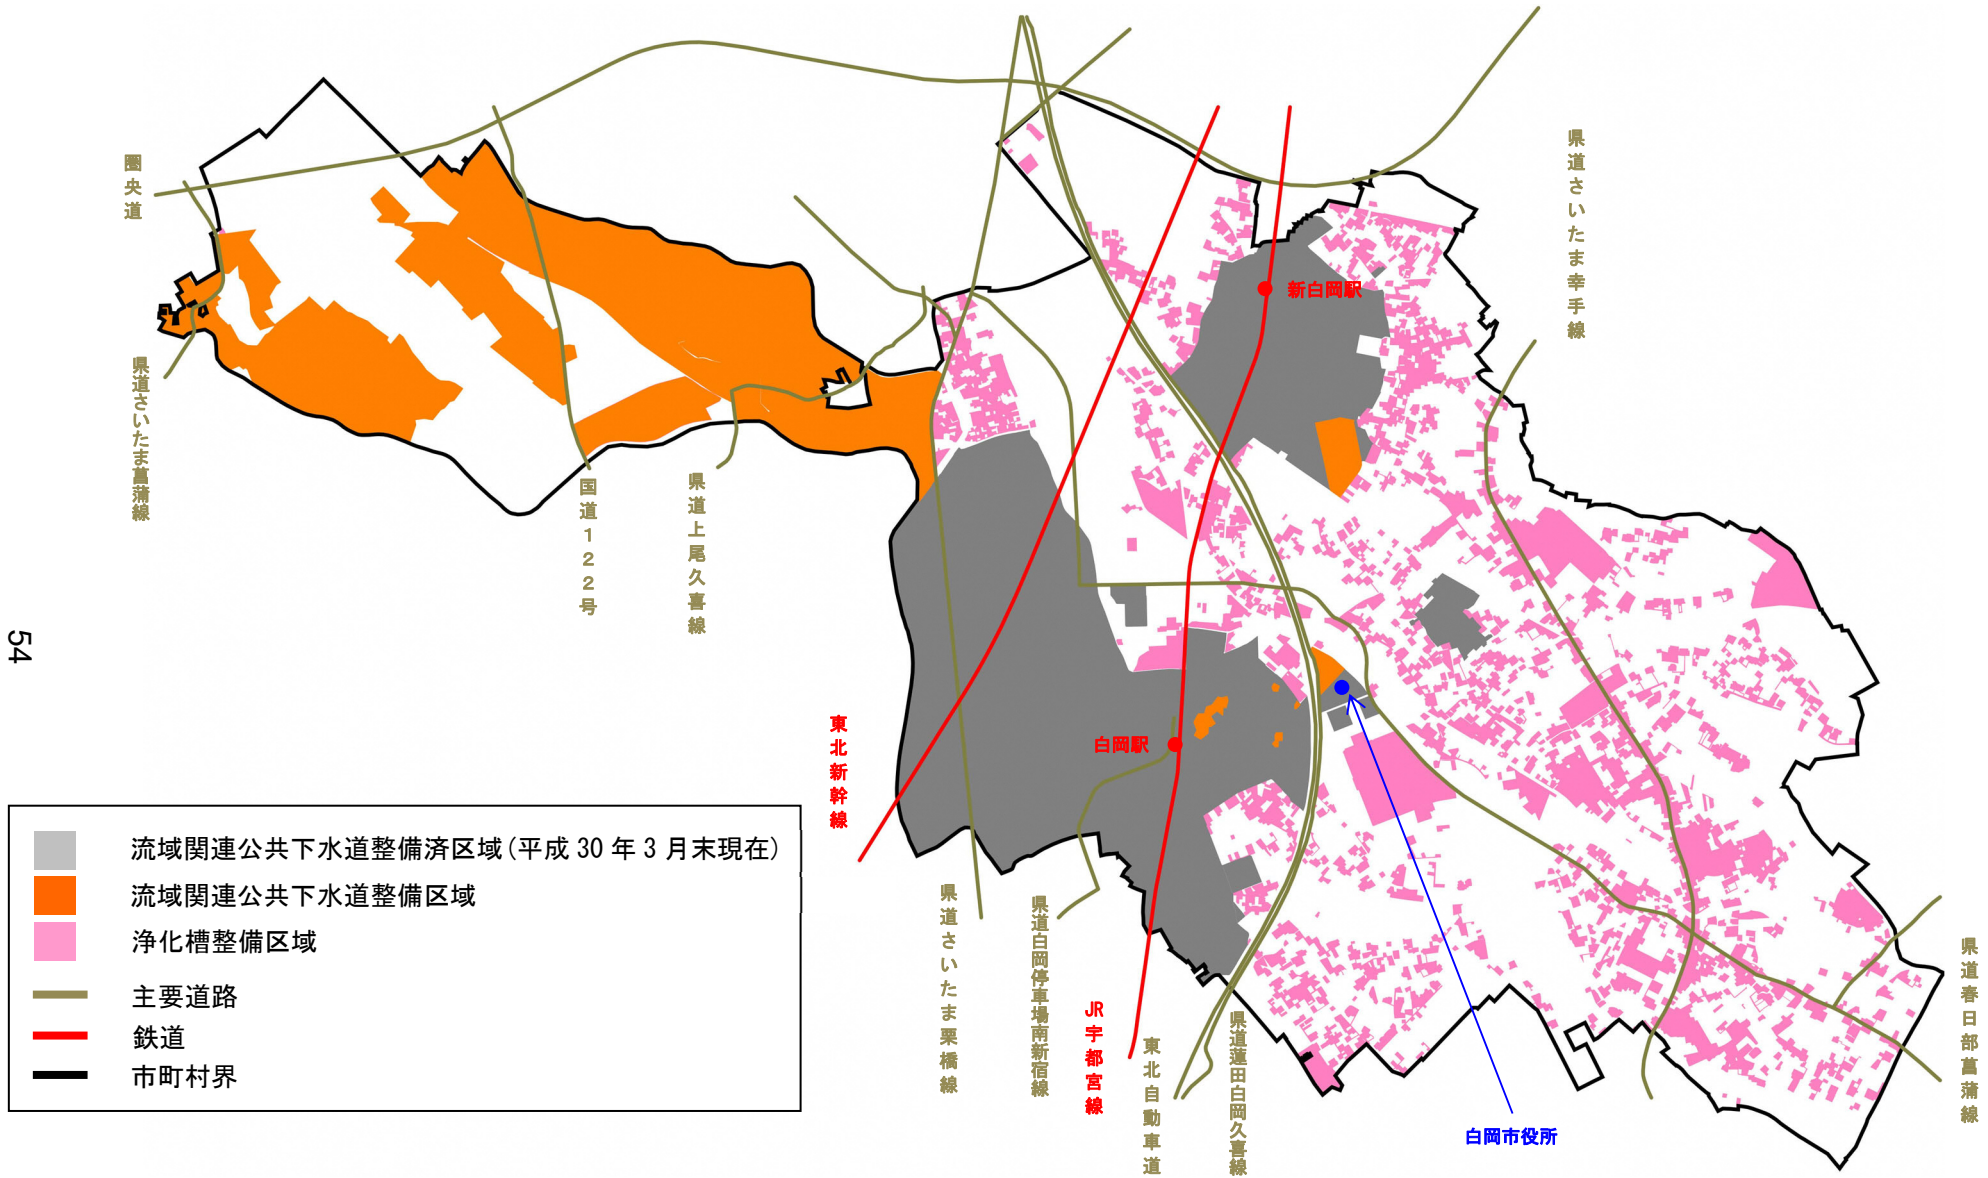 圏央道
県道さいたま菖蒲線
国道122号
県道上尾久喜線
県道さいたま幸手線
新白岡駅
白岡駅
東北新幹線
県道さいたま栗橋線
県道白岡停車場南新宿線
JR宇都宮線
東北自動車道
県道蓮田白岡久喜線
白岡市役所
県道春日部菖蒲線
流域関連公共下水道整備済区域(平成30年3月末現在)
流域関連公共下水道整備区域
浄化槽整備区域
主要道路
鉄道
市町村界
54